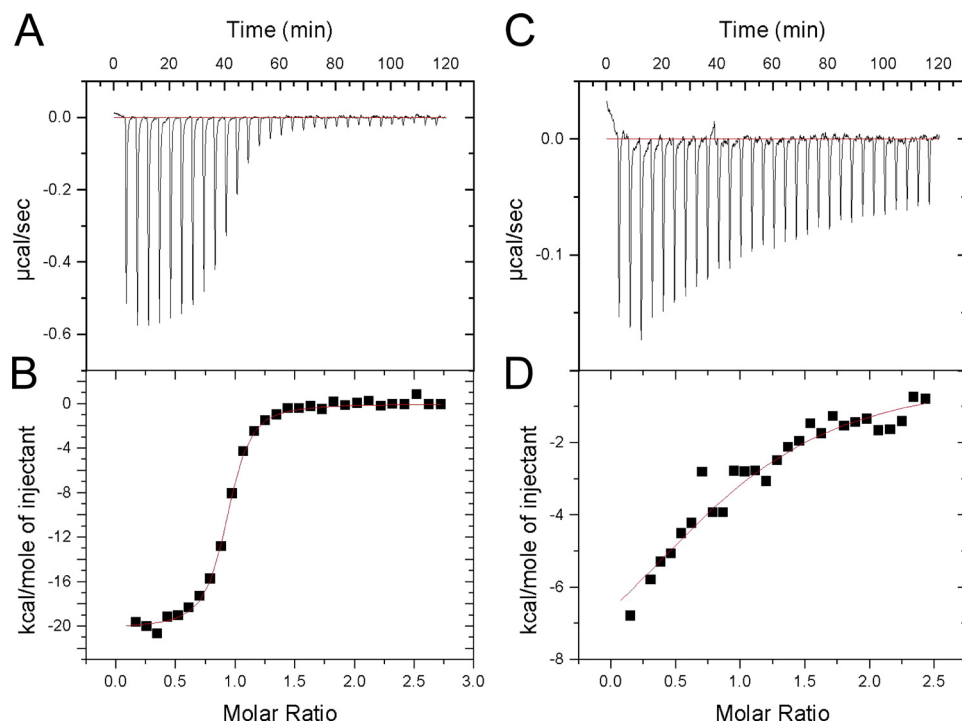 A
Time (min)
0 20 40 60 80 100 120
0.0
-0.2
-0.4
-0.6
µcal/sec
B
0
-4
-8
-12
-16
-20
kcal/mole of injectant
0.0 0.5 1.0 1.5 2.0 2.5 3.0
Molar Ratio
C
Time (min)
0 20 40 60 80 100 120
0.0
-0.1
µcal/sec
D
-2
-4
-6
-8
kcal/mole of injectant
0.0 0.5 1.0 1.5 2.0 2.5
Molar Ratio